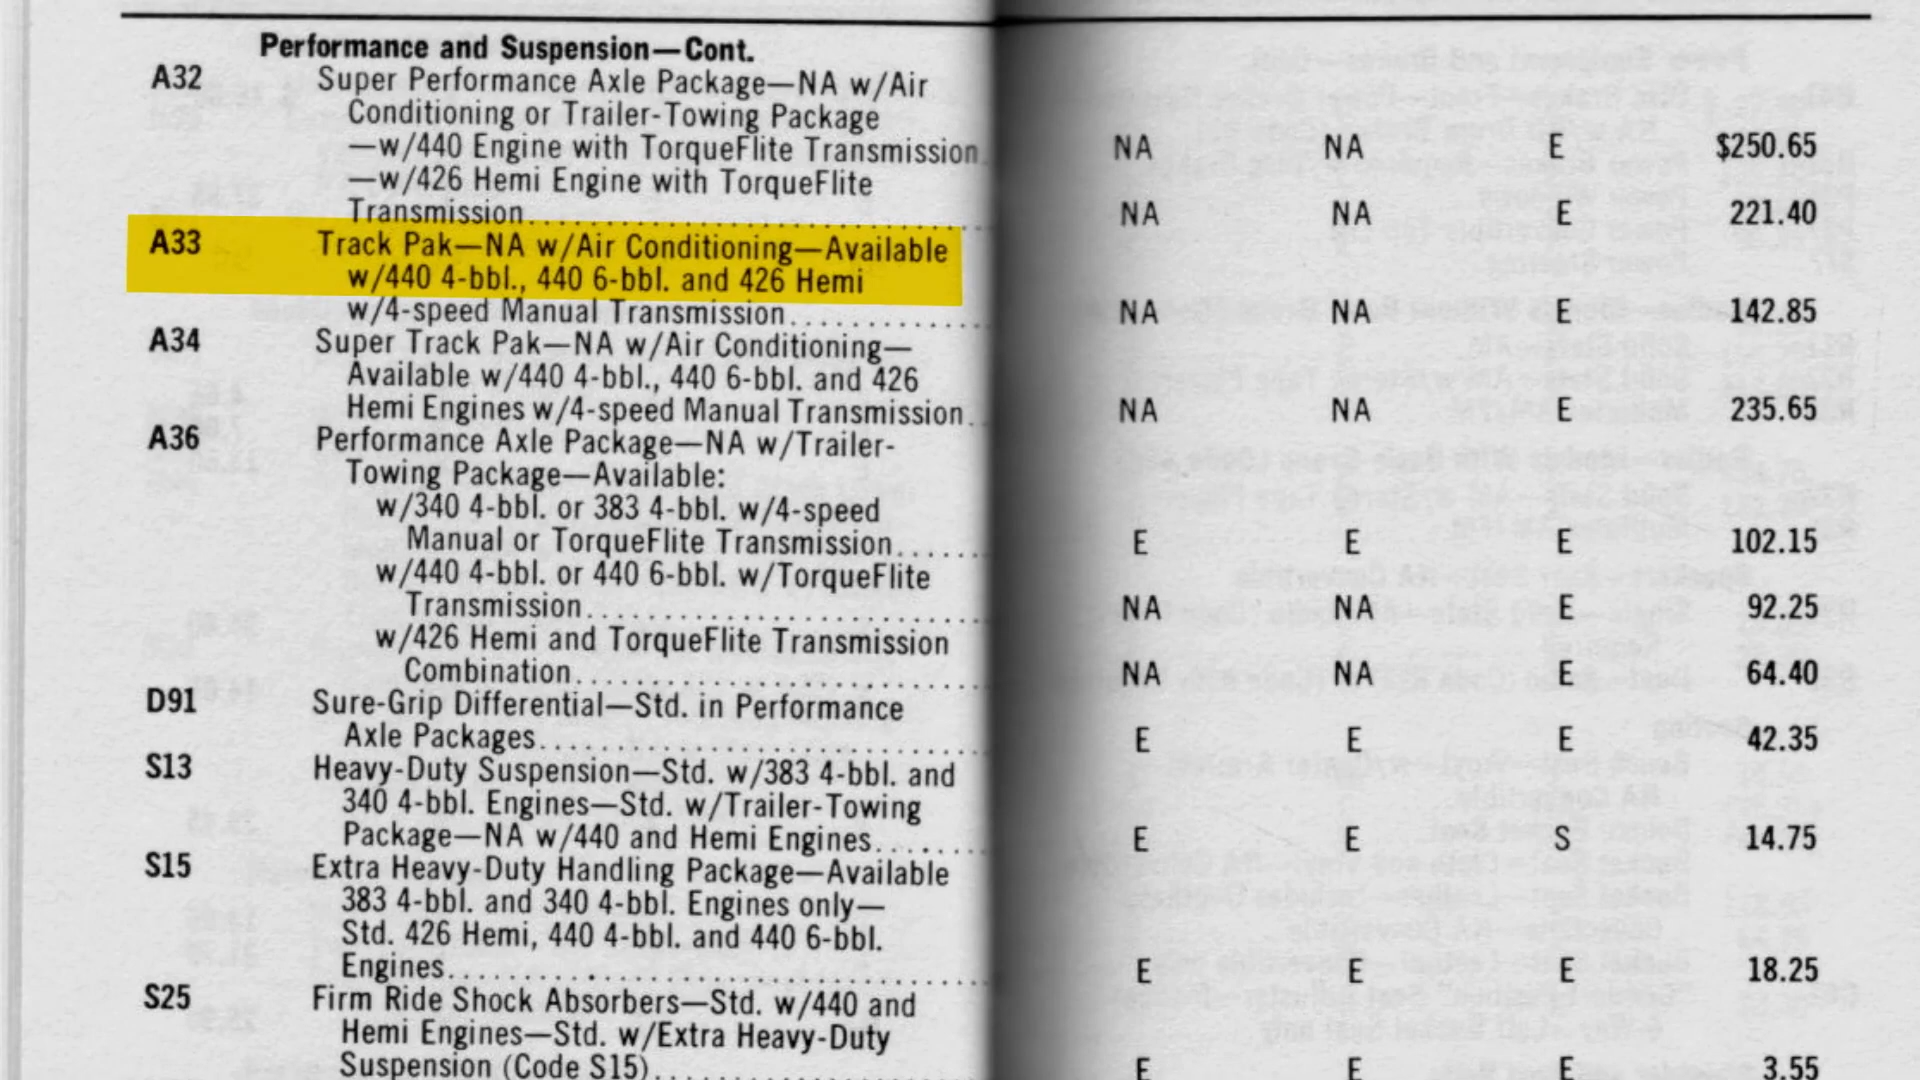 Performance and Suspension—Cont.
A32 Super Performance Axle Package—NA w/Air
Conditioning or Trailer-Towing Package
—w/440 Engine with TorqueFlite Transmission. NA NA E $250.65
—w/426 Hemi Engine with TorqueFlite
Transmission NA NA E 221.40
A33 Track Pak—NA w/Air Conditioning—Available
w/440 4-bbl., 440 6-bbl. and 426 Hemi
w/4-speed Manual Transmission NA NA E 142.85
A34 Super Track Pak—NA w/Air Conditioning—
Available w/440 4-bbl., 440 6-bbl. and 426
Hemi Engines w/4-speed Manual Transmission. NA NA E 235.65
A36 Performance Axle Package—NA w/Trailer-
Towing Package—Available:
w/340 4-bbl. or 383 4-bbl. w/4-speed
Manual or TorqueFlite Transmission E E E 102.15
w/440 4-bbl. or 440 6-bbl. w/TorqueFlite
Transmission NA NA E 92.25
w/426 Hemi and TorqueFlite Transmission
Combination NA NA E 64.40
D91 Sure-Grip Differential—Std. in Performance
Axle Packages E E E 42.35
S13 Heavy-Duty Suspension—Std. w/383 4-bbl. and
340 4-bbl. Engines—Std. w/Trailer-Towing
Package—NA w/440 and Hemi Engines E E S 14.75
S15 Extra Heavy-Duty Handling Package—Available
383 4-bbl. and 340 4-bbl. Engines only—
Std. 426 Hemi, 440 4-bbl. and 440 6-bbl.
Engines E E E 18.25
S25 Firm Ride Shock Absorbers—Std. w/440 and
Hemi Engines—Std. w/Extra Heavy-Duty
Suspension (Code S15) E E E 3.55